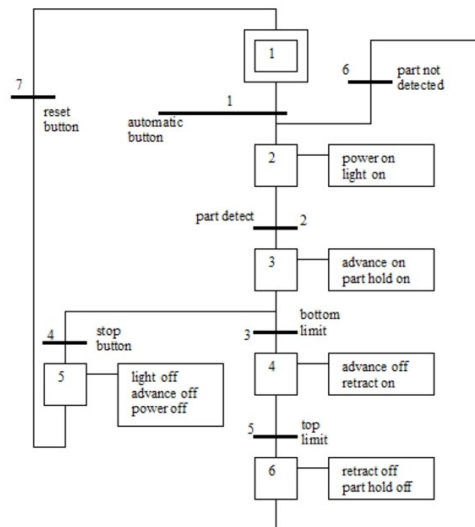 1
7
reset
button
1
automatic
button
6
part not
detected
2
power on
light on
part detect
2
3
advance on
part hold on
4
stop
button
3
bottom
limit
5
light off
advance off
power off
4
advance off
retract on
5
top
limit
6
retract off
part hold off